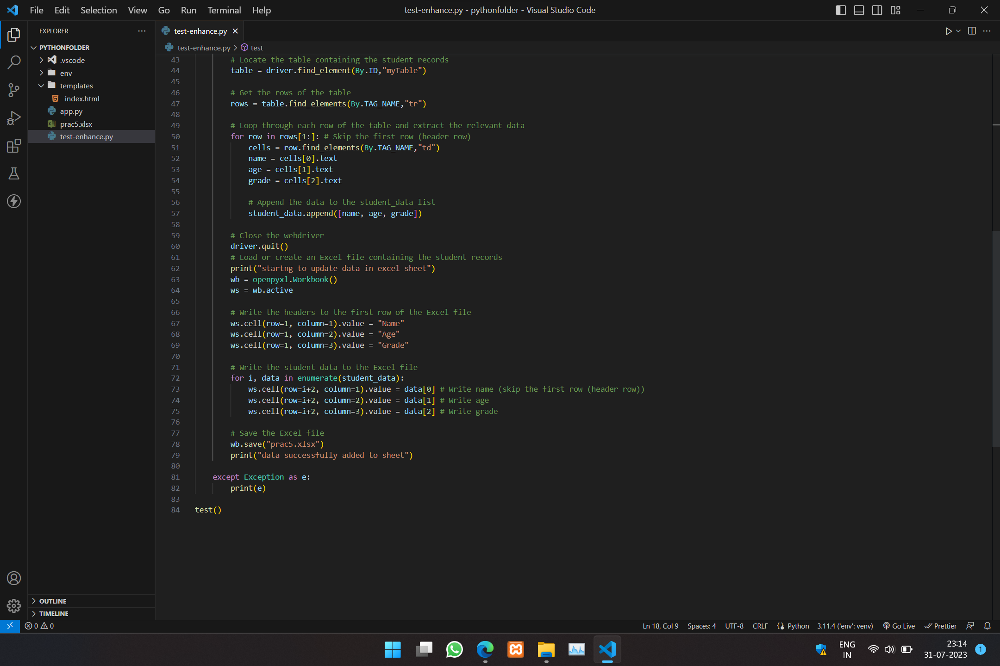 File Edit Selection View Go Run Terminal Help
test-enhance.py - pythonfolder - Visual Studio Code
EXPLORER
PYTHONFOLDER
.vscode
env
templates
index.html
app.py
prac5.xlsx
test-enhance.py
OUTLINE
TIMELINE
test-enhance.py
test-enhance.py > test
43 # Locate the table containing the student records
44 table = driver.find_element(By.ID,"myTable")
45
46 # Get the rows of the table
47 rows = table.find_elements(By.TAG_NAME,"tr")
48
49 # Loop through each row of the table and extract the relevant data
50 for row in rows[1:]: # Skip the first row (header row)
51 cells = row.find_elements(By.TAG_NAME,"td")
52 name = cells[0].text
53 age = cells[1].text
54 grade = cells[2].text
55
56 # Append the data to the student_data list
57 student_data.append([name, age, grade])
58
59 # Close the webdriver
60 driver.quit()
61 # Load or create an Excel file containing the student records
62 print("startng to update data in excel sheet")
63 wb = openpyxl.Workbook()
64 ws = wb.active
65
66 # Write the headers to the first row of the Excel file
67 ws.cell(row=1, column=1).value = "Name"
68 ws.cell(row=1, column=2).value = "Age"
69 ws.cell(row=1, column=3).value = "Grade"
70
71 # Write the student data to the Excel file
72 for i, data in enumerate(student_data):
73 ws.cell(row=i+2, column=1).value = data[0] # Write name (skip the first row (header row))
74 ws.cell(row=i+2, column=2).value = data[1] # Write age
75 ws.cell(row=i+2, column=3).value = data[2] # Write grade
76
77 # Save the Excel file
78 wb.save("prac5.xlsx")
79 print("data successfully added to sheet")
80
81 except Exception as e:
82 print(e)
83
84 test()
0 0
Ln 18, Col 9 Spaces: 4 UTF-8 CRLF Python 3.11.4 ('env': venv) Go Live Prettier
ENG
IN
23:14
31-07-2023
1